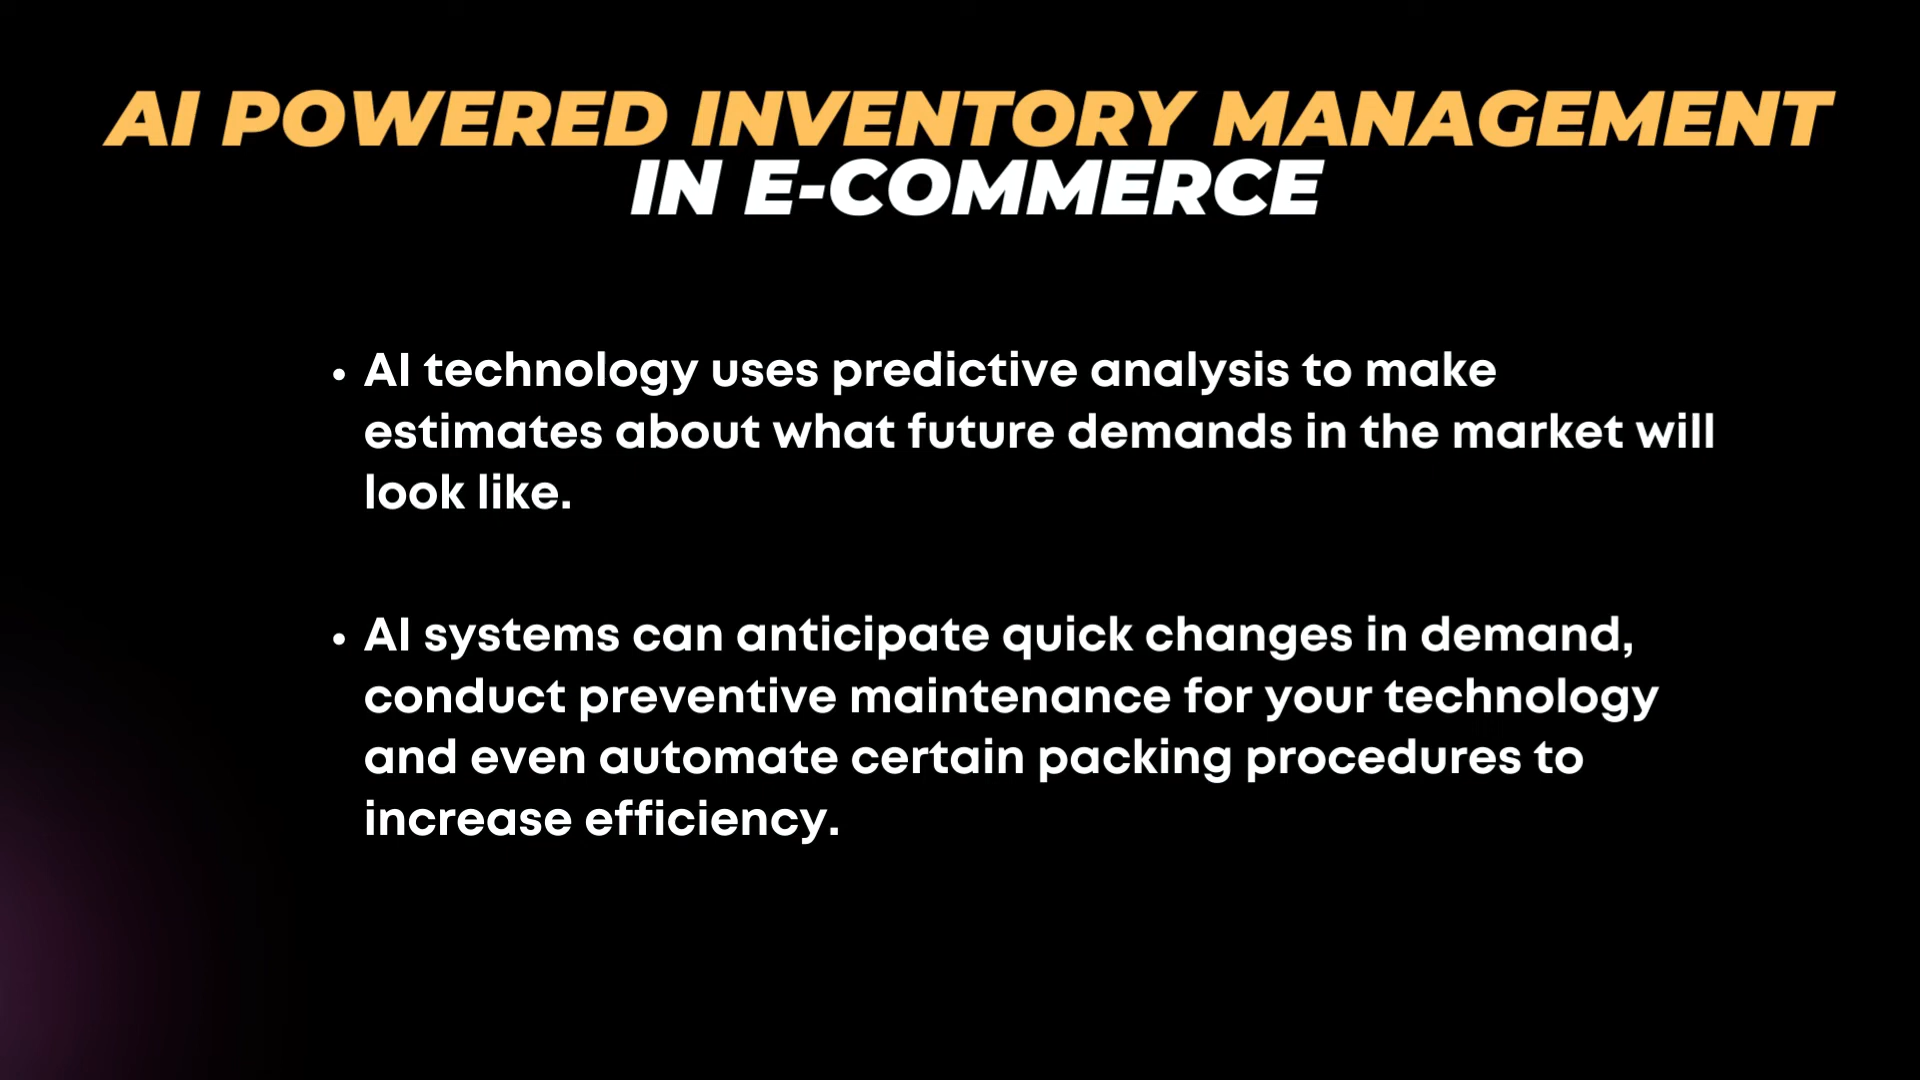 AI POWERED INVENTORY MANAGEMENT
IN E-COMMERCE
• AI technology uses predictive analysis to make
estimates about what future demands in the market will
look like.
• AI systems can anticipate quick changes in demand,
conduct preventive maintenance for your technology
and even automate certain packing procedures to
increase efficiency.